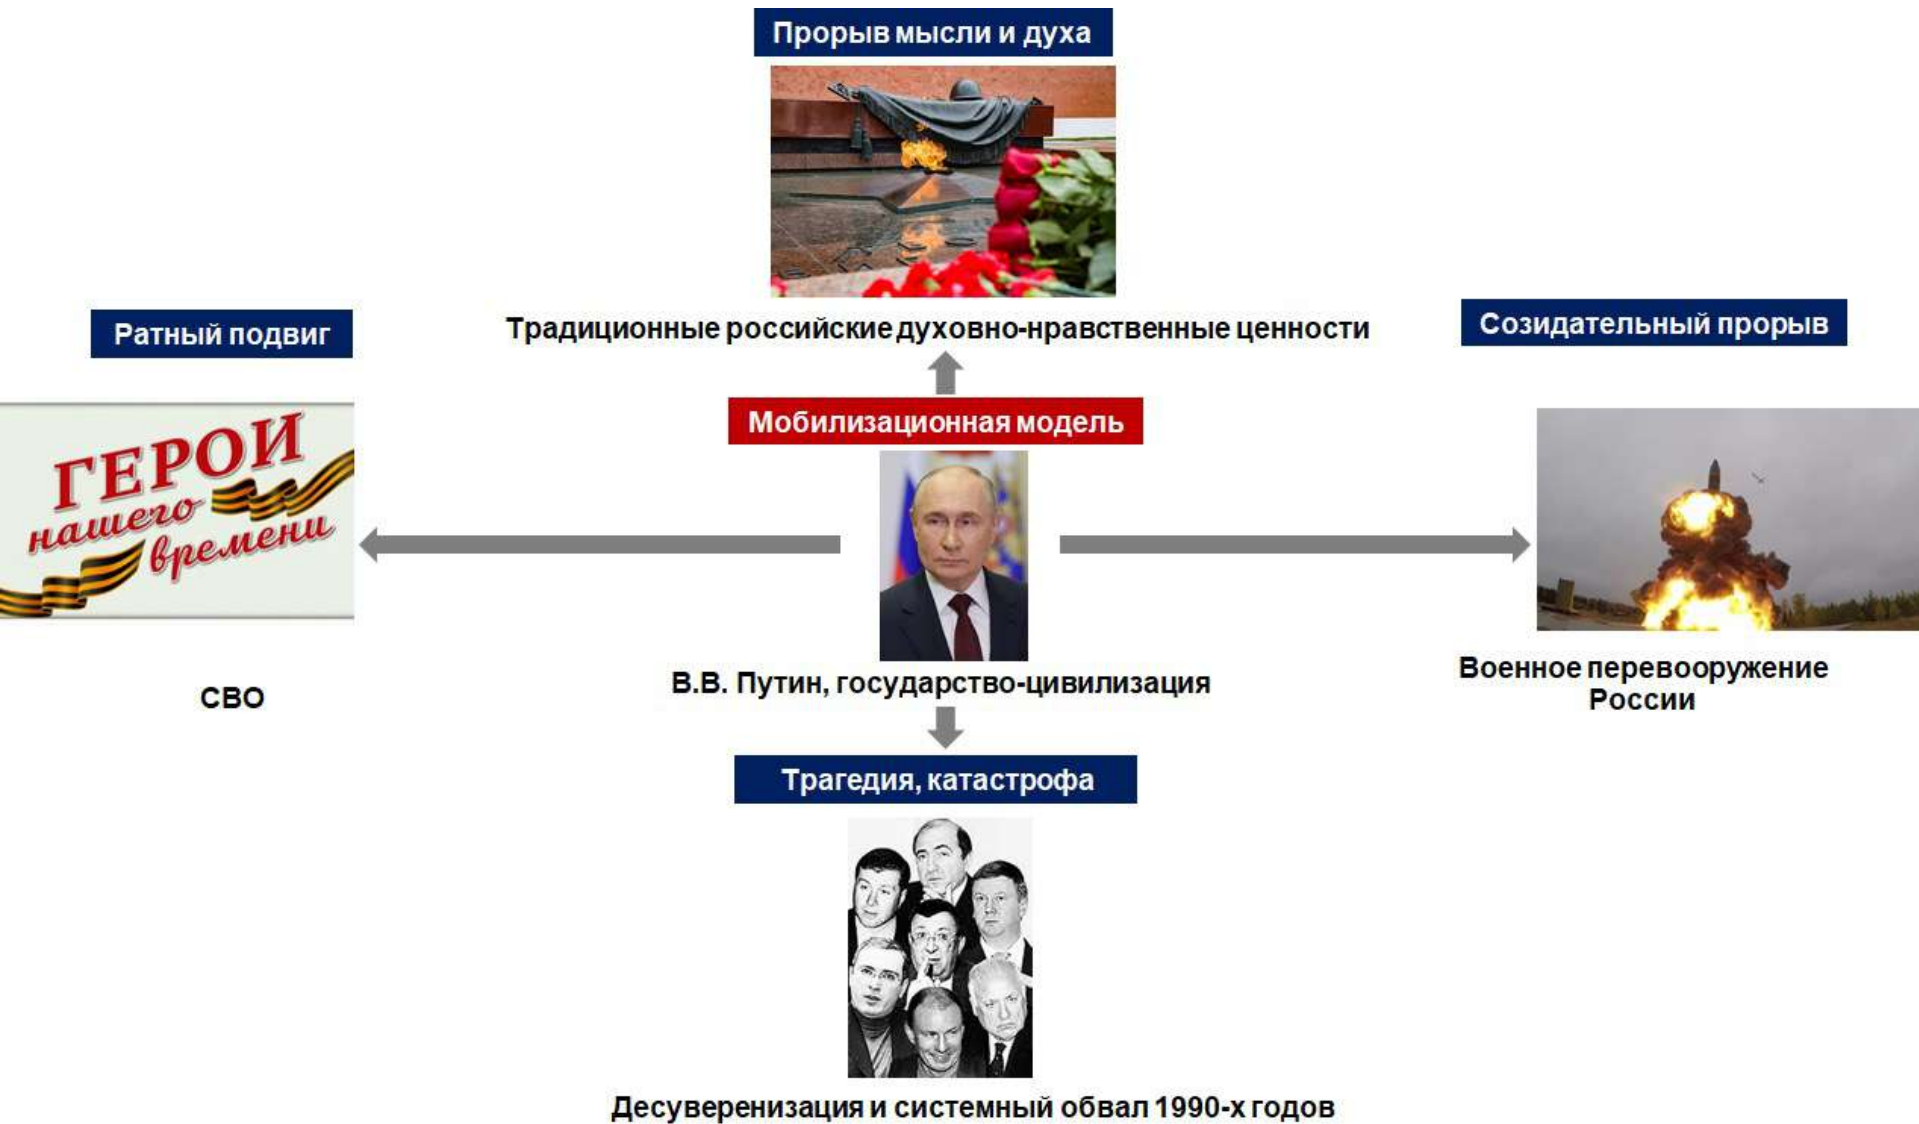 Прорыв мысли и духа
Традиционные российские духовно-нравственные ценности
Ратный подвиг
Созидательный прорыв
Мобилизационная модель
ГЕРОИ
нашего
времени
СВО
В.В. Путин, государство-цивилизация
Военное перевооружение
России
Трагедия, катастрофа
Десуверенизация и системный обвал 1990-х годов